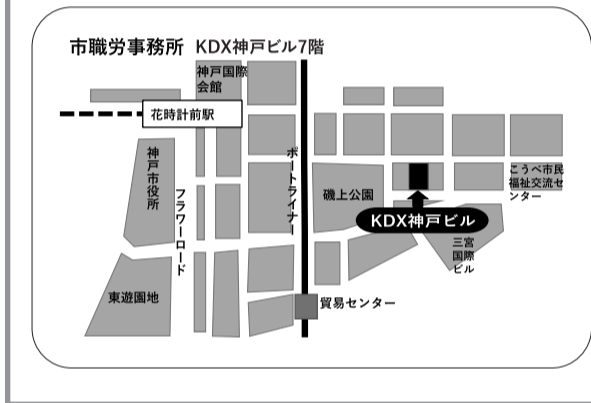 市職労事務所 KDX神戸ビル7階
神戸国際
会館
花時計前駅
神戸市役所
フラワーロード
ポートライナー
磯上公園
こうべ市民
福祉交流セ
ンター
KDX神戸ビル
三宮
国際
ビル
東遊園地
貿易センター